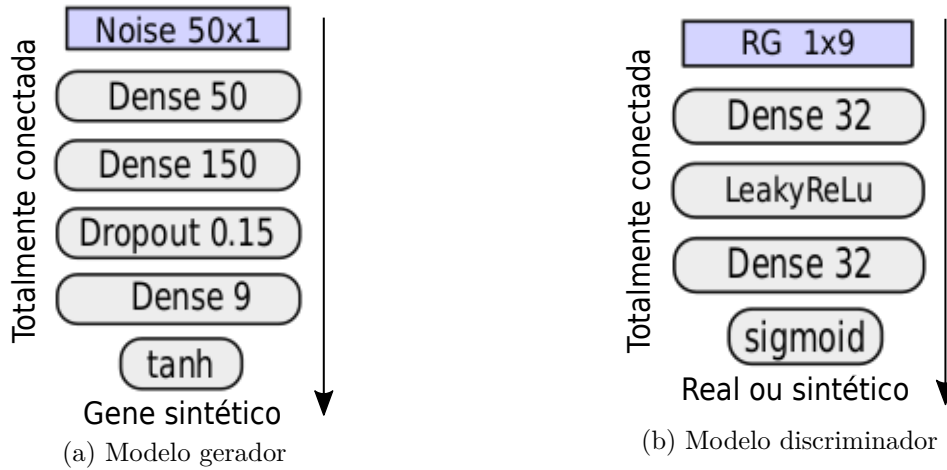 Totalmente conectada
Noise 50x1
Dense 50
Dense 150
Dropout 0.15
Dense 9
tanh
Gene sintético
(a) Modelo gerador
Totalmente conectada
RG 1x9
Dense 32
LeakyReLu
Dense 32
sigmoid
Real ou sintético
(b) Modelo discriminador